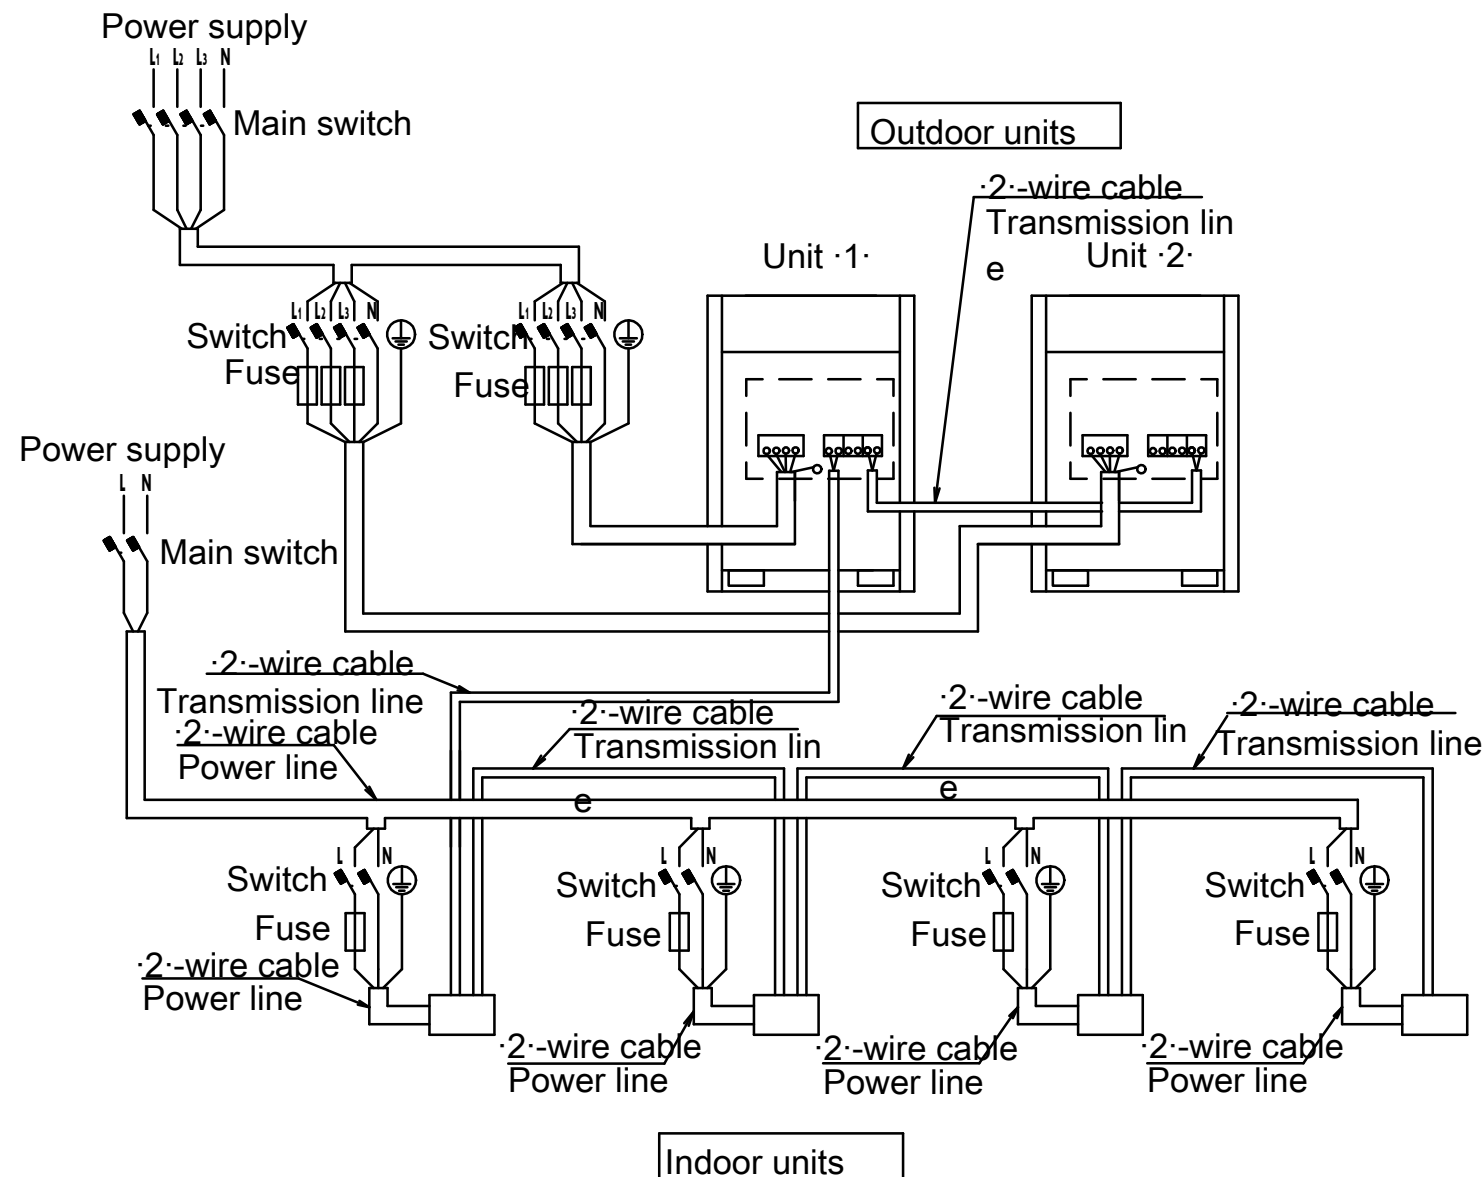 Power supply
L1 L2 L3 N
Main switch
Outdoor units
·2·-wire cable
Transmission lin
e
Unit ·1·
Unit ·2·
L1 L2 L3 N
L1 L2 L3 N
Switch
Switch
Fuse
Fuse
Power supply
L N
Main switch
·2·-wire cable
Transmission line
·2·-wire cable
Power line
·2·-wire cable
Transmission lin
e
·2·-wire cable
Transmission lin
e
·2·-wire cable
Transmission line
L N
L N
L N
L N
Switch
Switch
Switch
Switch
Fuse
Fuse
Fuse
Fuse
·2·-wire cable
Power line
·2·-wire cable
Power line
·2·-wire cable
Power line
·2·-wire cable
Power line
Indoor units